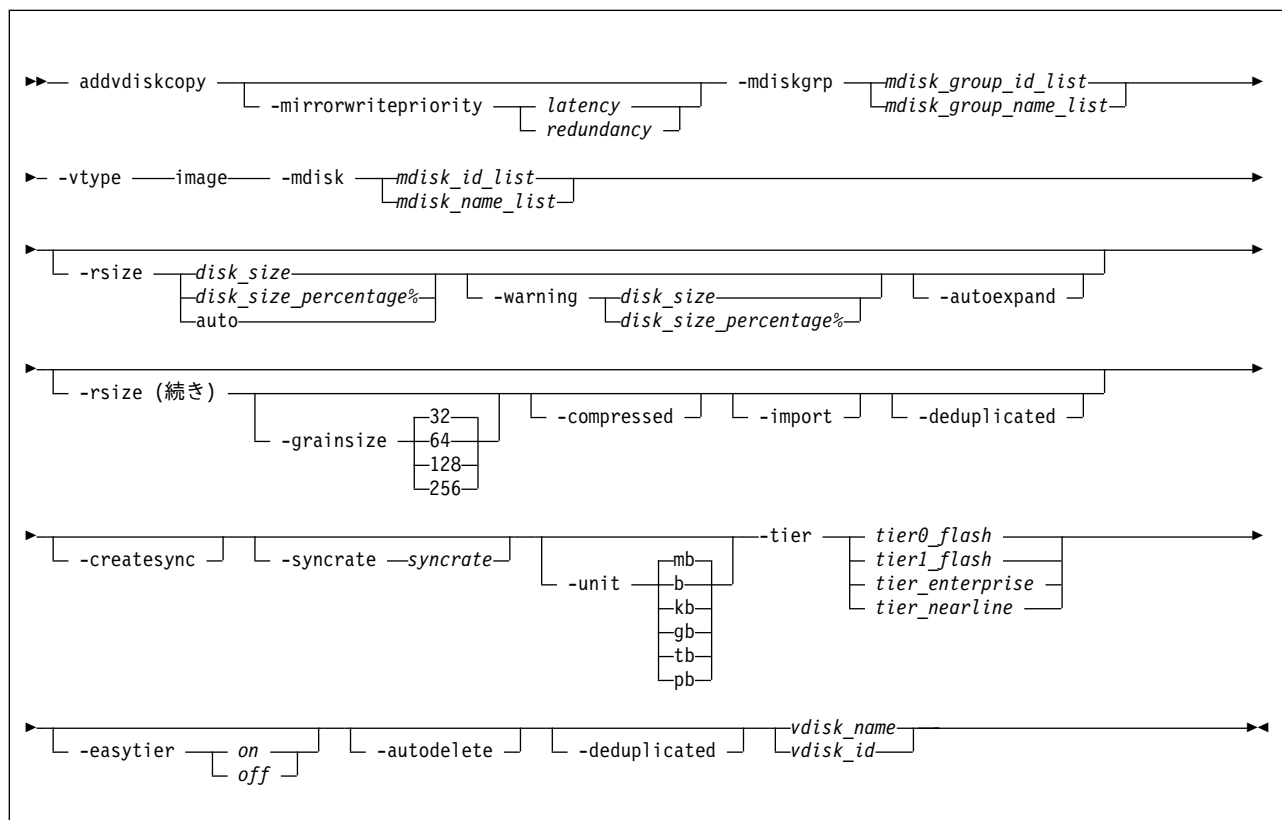 addvdiskcopy -mirrorwritepriority latency redundancy -mdiskgrp mdisk_group_id_list mdisk_group_name_list
-vtype image -mdisk mdisk_id_list mdisk_name_list
-rsize disk_size disk_size_percentage% auto -warning disk_size disk_size_percentage% -autoexpand
-rsize (続き) -grainsize 32 64 128 256 -compressed -import -deduplicated
-createsync -syncrate syncrate -unit mb b kb gb tb pb -tier tier0_flash tier1_flash tier_enterprise tier_nearline
-easytier on off -autodelete -deduplicated vdisk_name vdisk_id